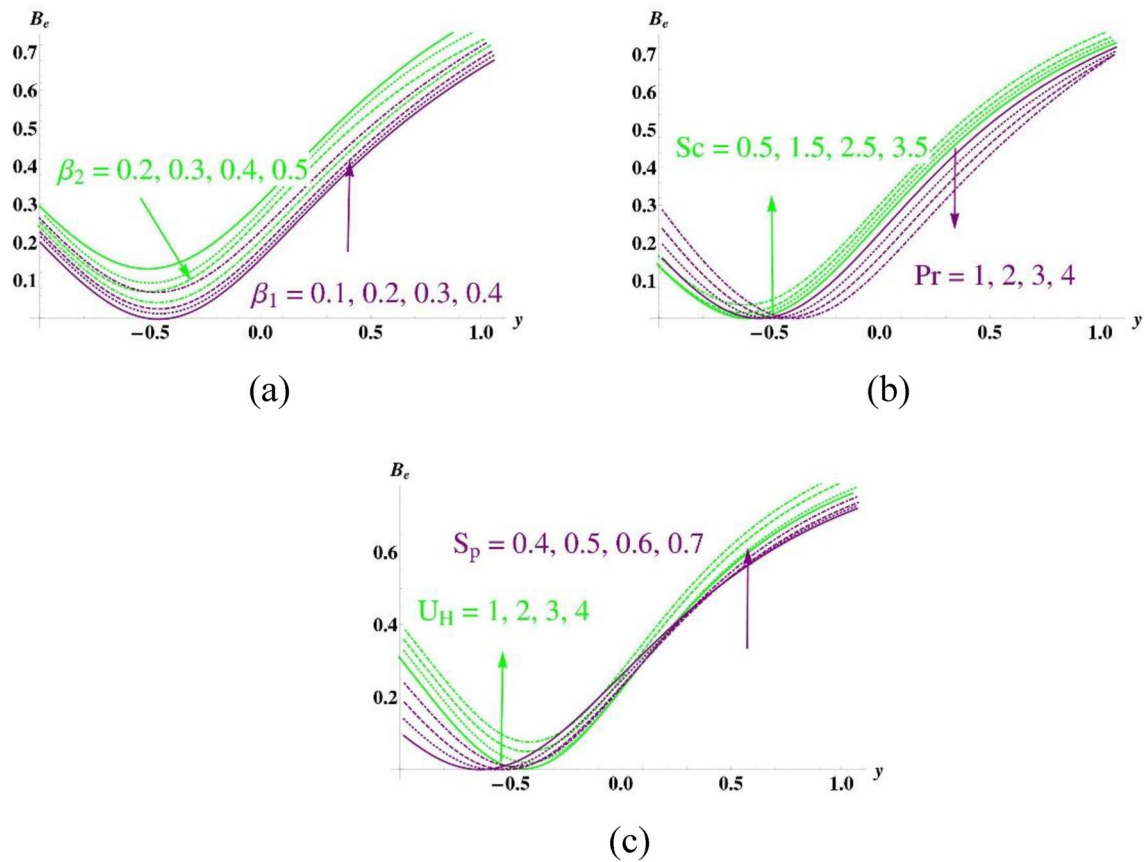 Bₑ
0.7
0.6
0.5
0.4
0.3
0.2
0.1
β₂ = 0.2, 0.3, 0.4, 0.5
β₁ = 0.1, 0.2, 0.3, 0.4
−0.5 0.0 0.5 1.0 y
(a)
Bₑ
0.7
0.6
0.5
0.4
0.3
0.2
0.1
Sc = 0.5, 1.5, 2.5, 3.5
Pr = 1, 2, 3, 4
−0.5 0.0 0.5 1.0 y
(b)
Bₑ
0.6
0.4
0.2
Sₚ = 0.4, 0.5, 0.6, 0.7
U_H = 1, 2, 3, 4
−0.5 0.0 0.5 1.0 y
(c)